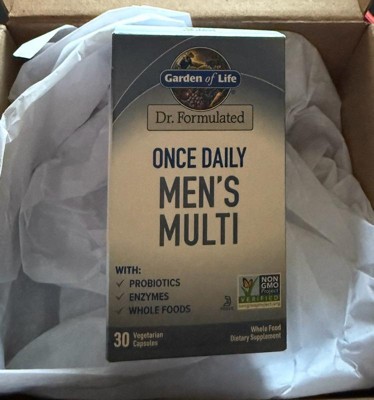 Garden of Life
Dr. Formulated
ONCE DAILY
MEN'S
MULTI
WITH:
✓ PROBIOTICS
✓ ENZYMES
✓ WHOLE FOODS
NON
GMO
Project
VERIFIED
30 Vegetarian
Capsules
Whole Food
Dietary Supplement